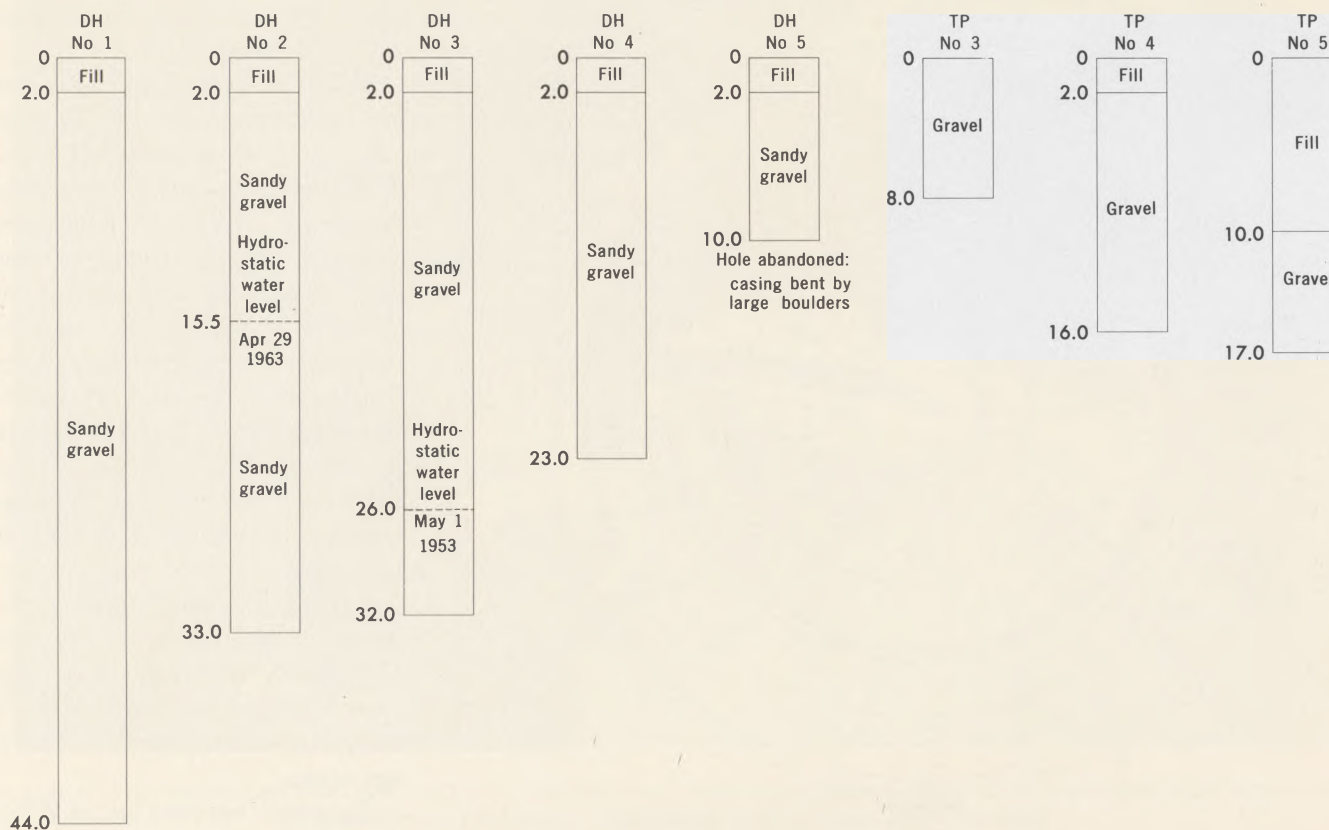 DH
No 1
0
Fill
2.0
Sandy
gravel
44.0
DH
No 2
0
Fill
2.0
Sandy
gravel
Hydro-
static
water
level
15.5
Apr 29
1963
Sandy
gravel
33.0
DH
No 3
0
Fill
2.0
Sandy
gravel
Hydro-
static
water
level
26.0
May 1
1953
32.0
DH
No 4
0
Fill
2.0
Sandy
gravel
23.0
DH
No 5
0
Fill
2.0
Sandy
gravel
10.0
Hole abandoned:
casing bent by
large boulders
TP
No 3
0
Gravel
8.0
TP
No 4
0
Fill
2.0
Gravel
16.0
TP
No 5
0
Fill
10.0
Grave
17.0